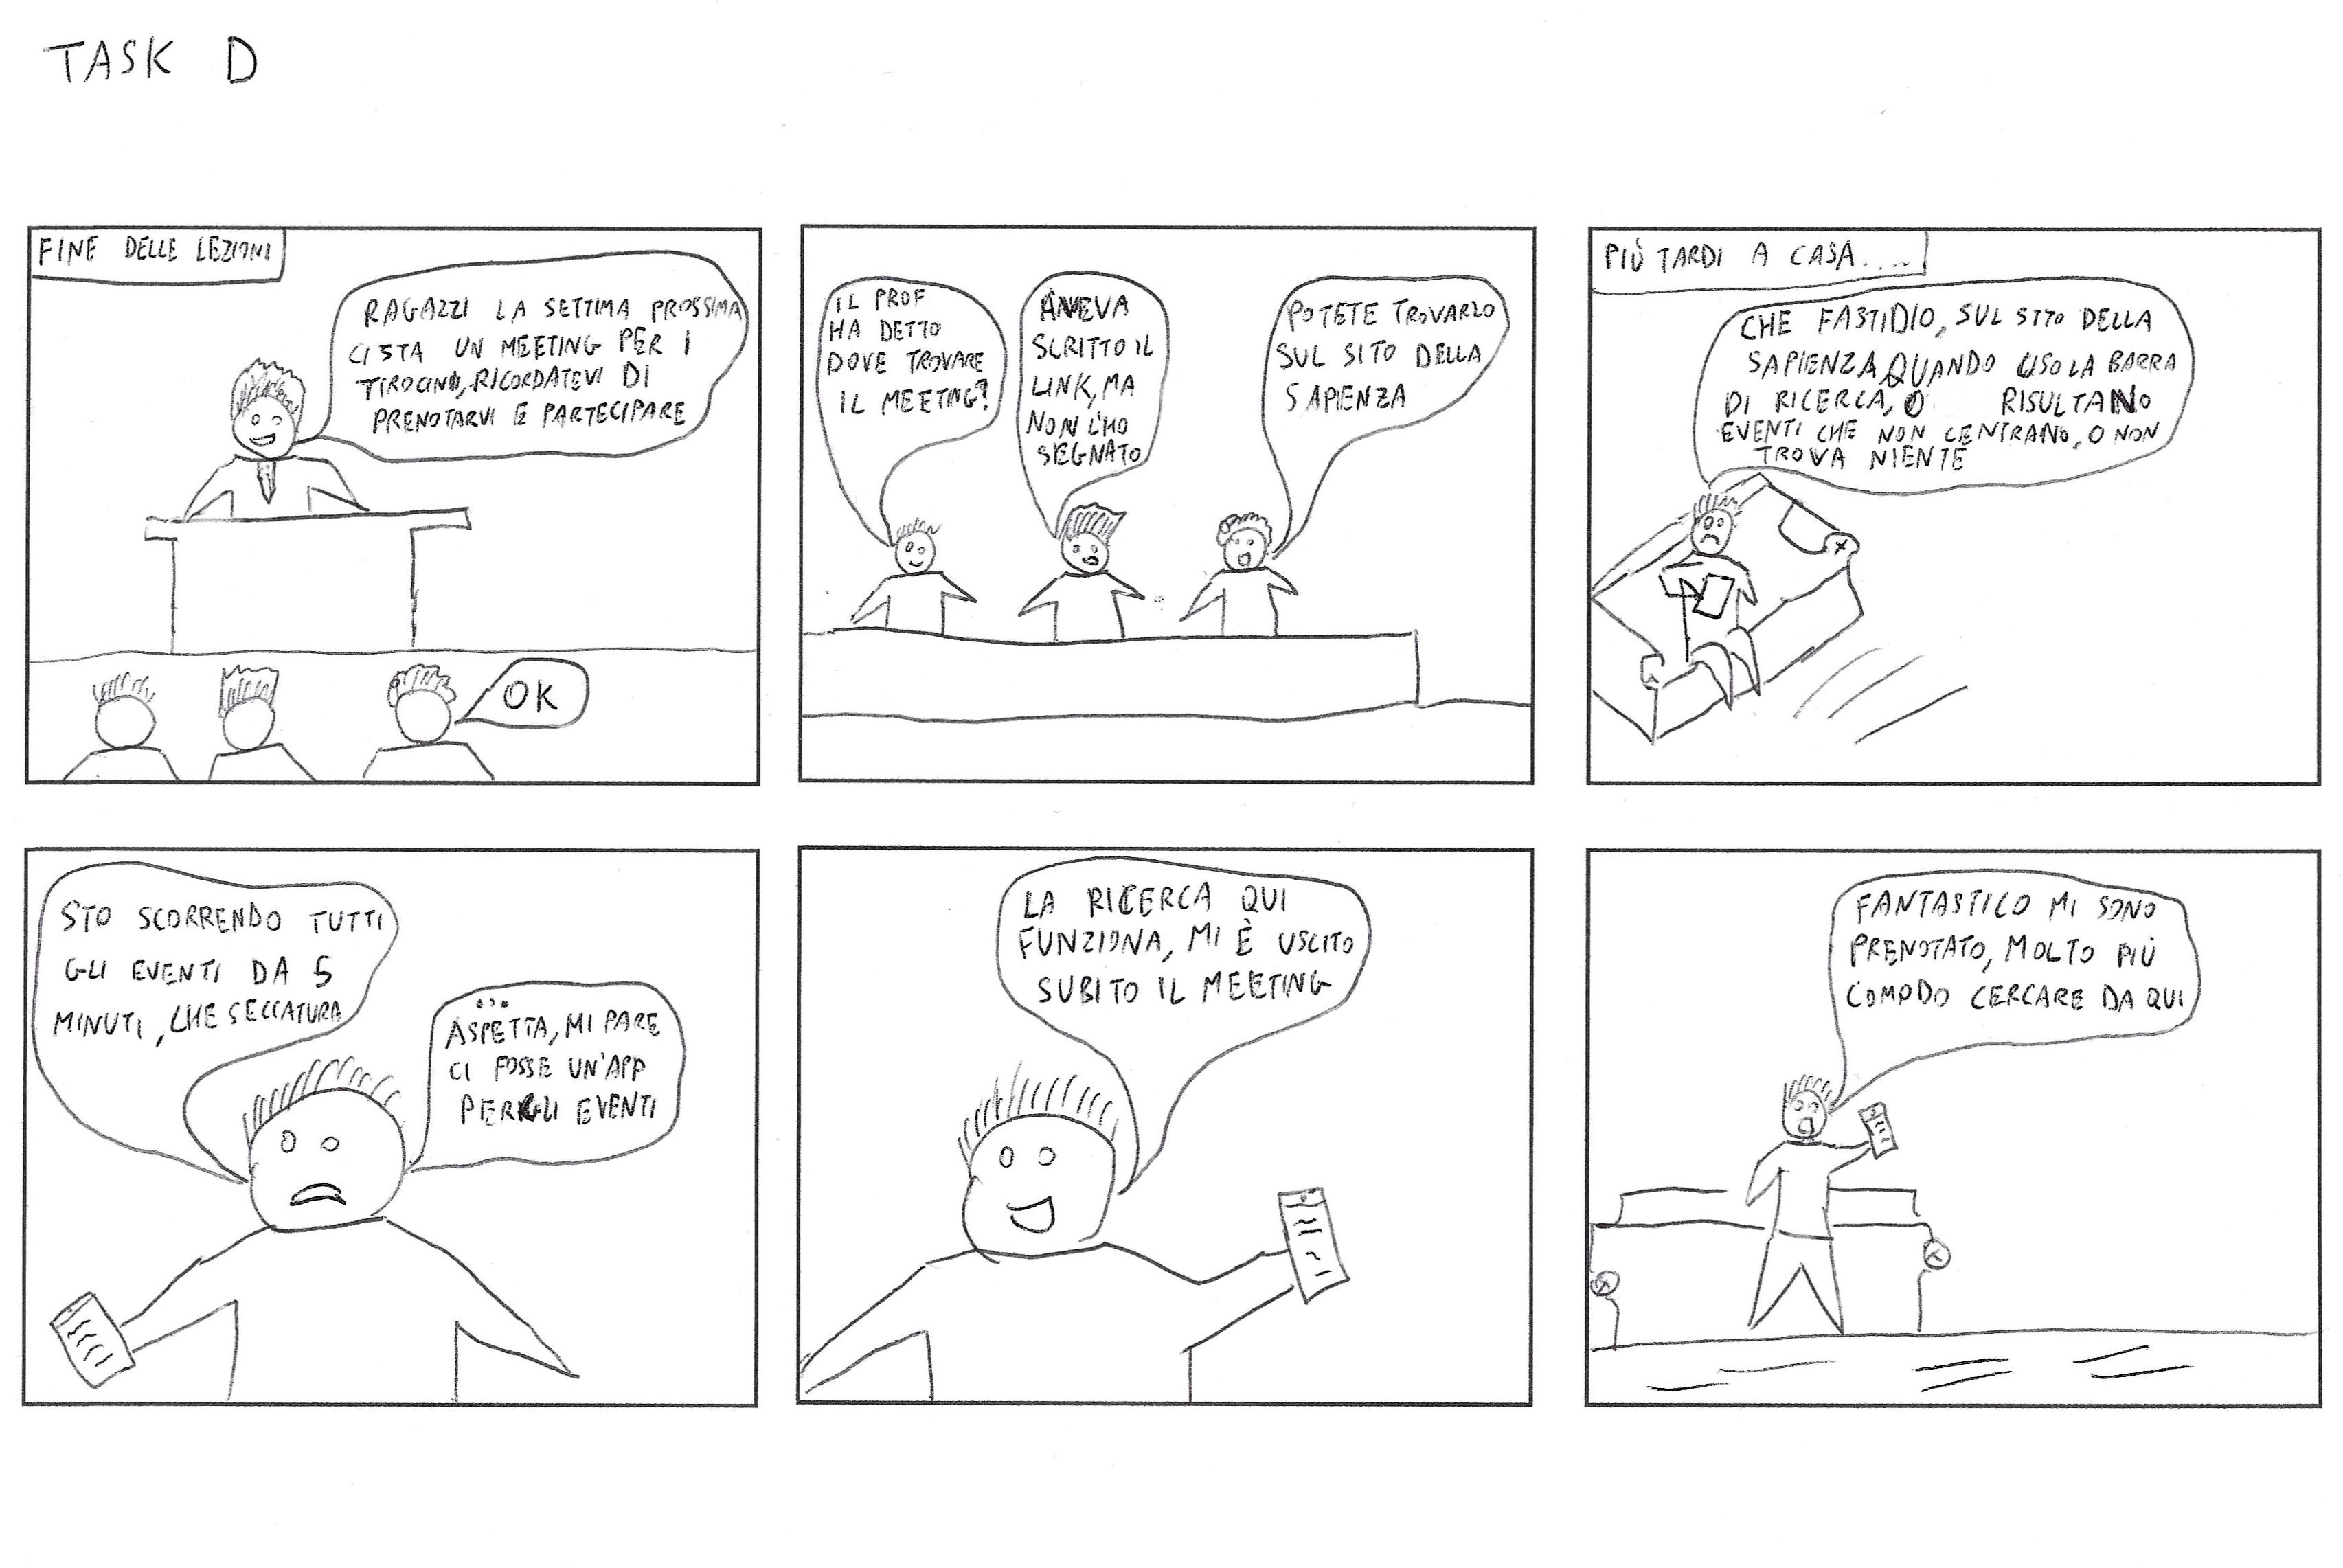 TASK D
FINE DELLE LEZIONI
RAGAZZI LA SETTIMA PROSSIMA
CI STA UN MEETING PER I
TIROCINI, RICORDATEVI DI
PRENOTARVI E PARTECIPARE
OK
IL PROF
HA DETTO
DOVE TROVARE
IL MEETING?
AVEVA
SCRITTO IL
LINK, MA
NON L'HO
SEGNATO
POTETE TROVARLO
SUL SITO DELLA
SAPIENZA
PIÙ TARDI A CASA....
CHE FASTIDIO, SUL SITO DELLA
SAPIENZA, QUANDO USO LA BARRA
DI RICERCA, O RISULTANO
EVENTI CHE NON CENTRANO, O NON
TROVA NIENTE
STO SCORRENDO TUTTI
GLI EVENTI DA 5
MINUTI, CHE SECCATURA
...
ASPETTA, MI PARE
CI FOSSE UN'APP
PER GLI EVENTI
LA RICERCA QUI
FUNZIONA, MI È USCITO
SUBITO IL MEETING
FANTASTICO MI SONO
PRENOTATO, MOLTO PIÙ
COMODO CERCARE DA QUI